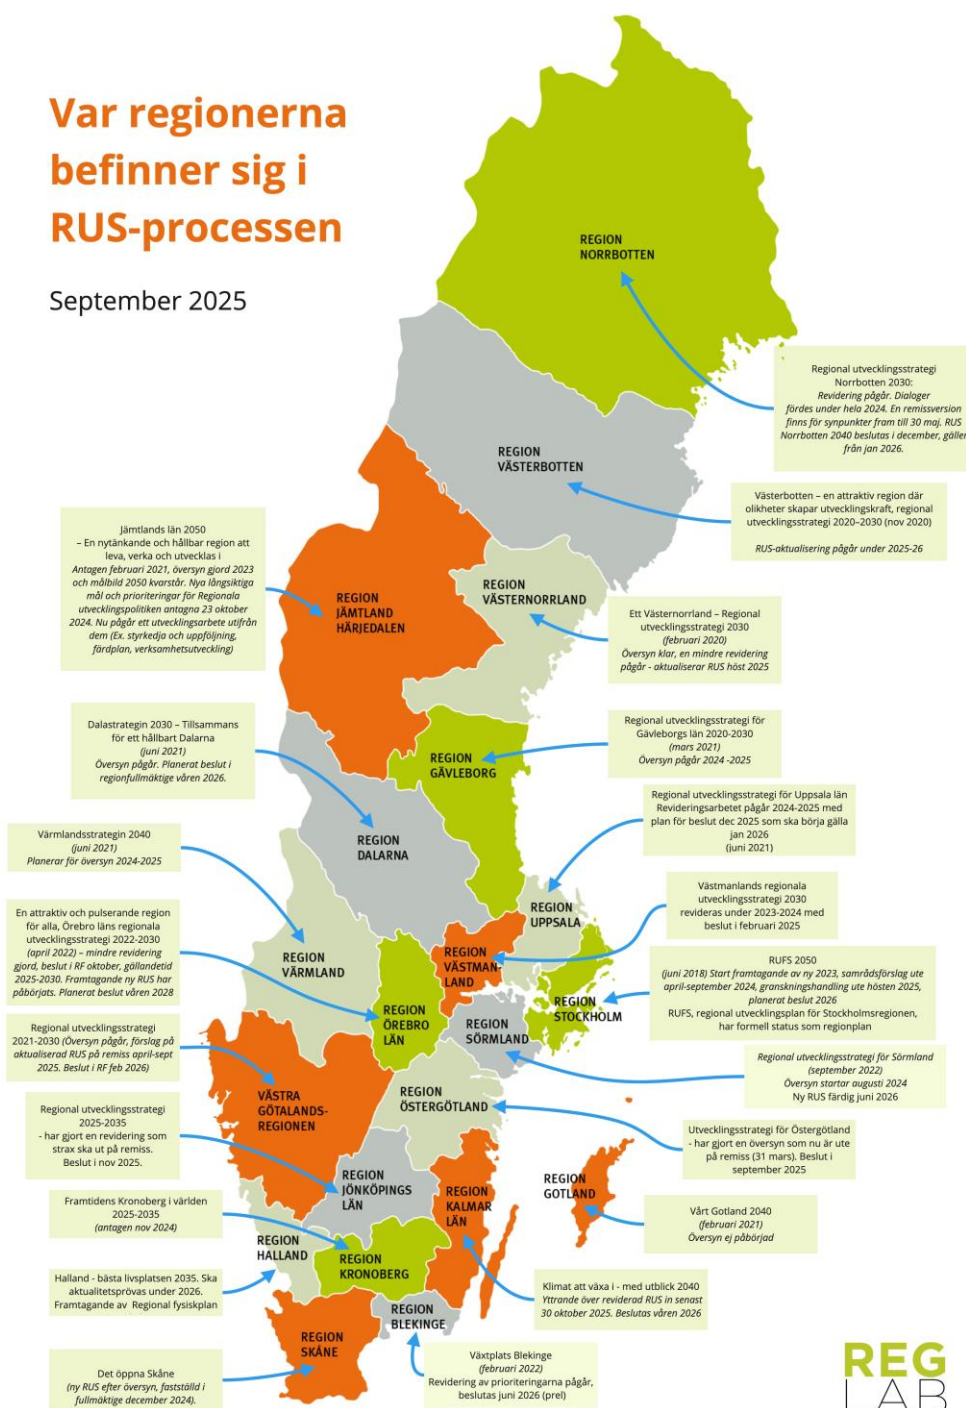 Var regionerna
befinner sig i
RUS-processen
September 2025
REGION
NORRBOTTEN
Regional utvecklingsstrategi
Norrbotten 2030:
Revidering pågår. Dialoger
fördes under hela 2024. En remissversion
finns för synpunkter fram till 30 maj. RUS
Norrbotten 2040 beslutas i december, gäller
från jan 2026.
REGION
VÄSTERBOTTEN
Västerbotten – en attraktiv region där
olikheter skapar utvecklingskraft, regional
utvecklingsstrategi 2020–2030 (nov 2020)
RUS-aktualisering pågår under 2025-26
Jämtlands län 2050
– En nytänkande och hållbar region att
leva, verka och utvecklas i
Antagen februari 2021, översyn gjord 2023
och målbild 2050 kvarstår. Nya långsiktiga
mål och prioriteringar för Regionala
utvecklingspolitiken antagna 23 oktober
2024. Nu pågår ett utvecklingsarbete utifrån
dem (Ex. styrkedja och uppföljning,
färdplan, verksamhetsutveckling)
REGION
JÄMTLAND
HÄRJEDALEN
REGION
VÄSTERNORRLAND
Ett Västernorrland – Regional
utvecklingsstrategi 2030
(februari 2020)
Översyn klar, en mindre revidering
pågår - aktualiserar RUS höst 2025
Dalastrategin 2030 – Tillsammans
för ett hållbart Dalarna
(juni 2021)
Översyn pågår. Planerat beslut i
regionfullmäktige våren 2026.
REGION
GÄVLEBORG
Regional utvecklingsstrategi för
Gävleborgs län 2020-2030
(mars 2021)
Översyn pågår 2024 -2025
REGION
DALARNA
Regional utvecklingsstrategi för Uppsala län
Revideringsarbetet pågår 2024-2025 med
plan för beslut dec 2025 som ska börja gälla
jan 2026
(juni 2021)
Värmlandsstrategin 2040
(juni 2021)
Planerar för översyn 2024-2025
REGION
UPPSALA
Västmanlands regionala
utvecklingsstrategi 2030
revideras under 2023-2024 med
beslut i februari 2025
En attraktiv och pulserande region
för alla, Örebro läns regionala
utvecklingsstrategi 2022-2030
(april 2022) – mindre revidering
gjord, beslut i RF oktober, gällandetid
2025-2030. Framtagande ny RUS har
påbörjats. Planerat beslut våren 2028
REGION
VÄRMLAND
REGION
VÄSTMAN-
LAND
RUFS 2050
(juni 2018) Start framtagande av ny 2023, samrådsförslag ute
april-september 2024, granskningshandling ute hösten 2025,
planerat beslut 2026
RUFS, regional utvecklingsplan för Stockholmsregionen,
har formell status som regionplan
REGION
STOCKHOLM
REGION
ÖREBRO
LÄN
REGION
SÖRMLAND
Regional utvecklingsstrategi
2021-2030 (Översyn pågår, förslag på
aktualiserad RUS på remiss april-sept
2025. Beslut i RF feb 2026)
Regional utvecklingsstrategi för Sörmland
(september 2022)
Översyn startar augusti 2024
Ny RUS färdig juni 2026
VÄSTRA
GÖTALANDS-
REGIONEN
REGION
ÖSTERGÖTLAND
Regional utvecklingsstrategi
2025-2035
- har gjort en revidering som
strax ska ut på remiss.
Beslut i nov 2025.
Utvecklingsstrategi för Östergötland
- har gjort en översyn som nu är ute
på remiss (31 mars). Beslut i
september 2025
REGION
JÖNKÖPINGS
LÄN
REGION
KALMAR
LÄN
REGION
GOTLAND
Framtidens Kronoberg i världen
2025-2035
(antagen nov 2024)
Vårt Gotland 2040
(februari 2021)
Översyn ej påbörjad
REGION
HALLAND
REGION
KRONOBERG
Halland - bästa livsplatsen 2035. Ska
aktualitetsprövas under 2026.
Framtagande av Regional fysiskplan
Klimat att växa i - med utblick 2040
Yttrande över reviderad RUS in senast
30 oktober 2025. Beslutas våren 2026
REGION
BLEKINGE
REGION
SKÅNE
Det öppna Skåne
(ny RUS efter översyn, fastställd i
fullmäktige december 2024).
Växtplats Blekinge
(februari 2022)
Revidering av prioriteringarna pågår,
beslutas juni 2026 (prel)
REG
LAB